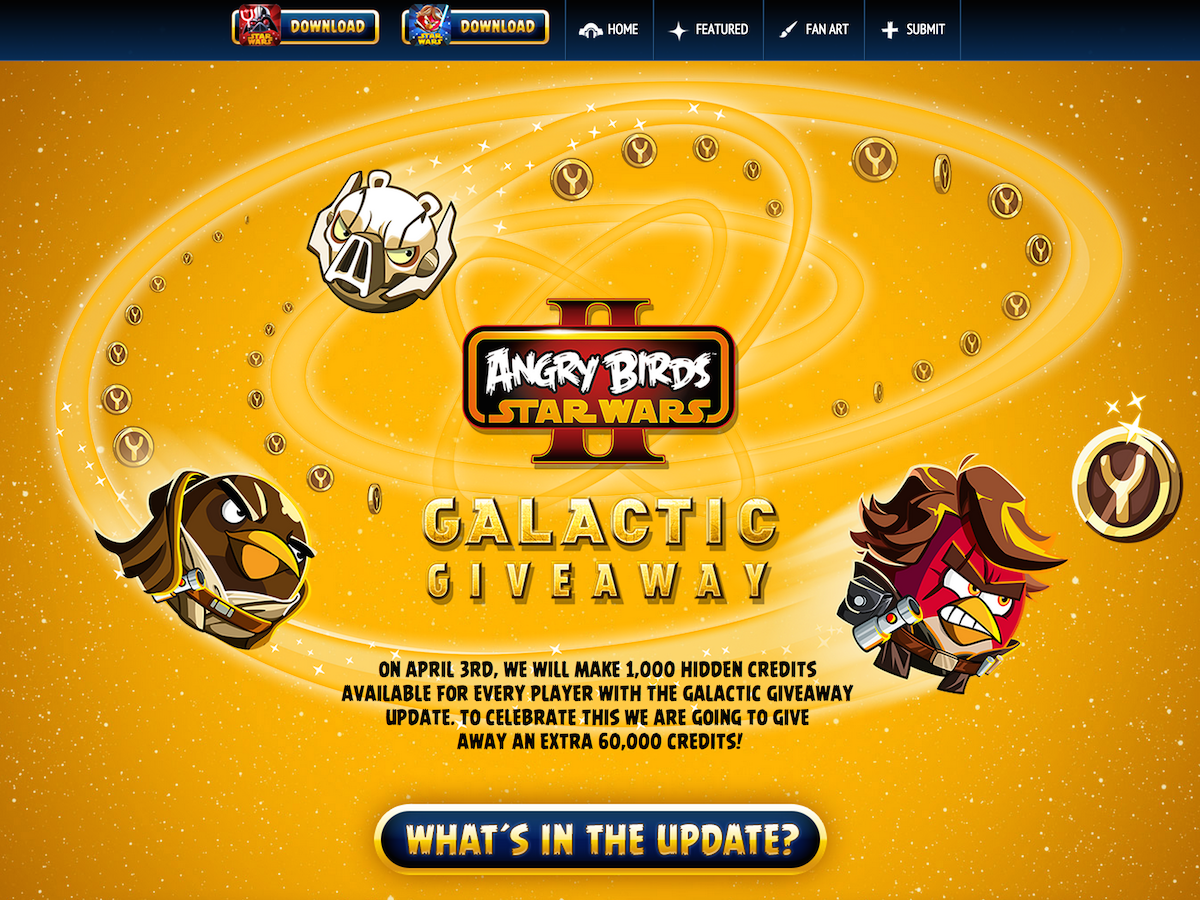 DOWNLOAD
DOWNLOAD
HOME
FEATURED
FAN ART
SUBMIT
STAR WARS
STAR WARS
II
ANGRY BIRDS™
STAR WARS
GALACTIC
GIVEAWAY
ON APRIL 3RD, WE WILL MAKE 1,000 HIDDEN CREDITS
AVAILABLE FOR EVERY PLAYER WITH THE GALACTIC GIVEAWAY
UPDATE. TO CELEBRATE THIS WE ARE GOING TO GIVE
AWAY AN EXTRA 60,000 CREDITS!
WHAT'S IN THE UPDATE?